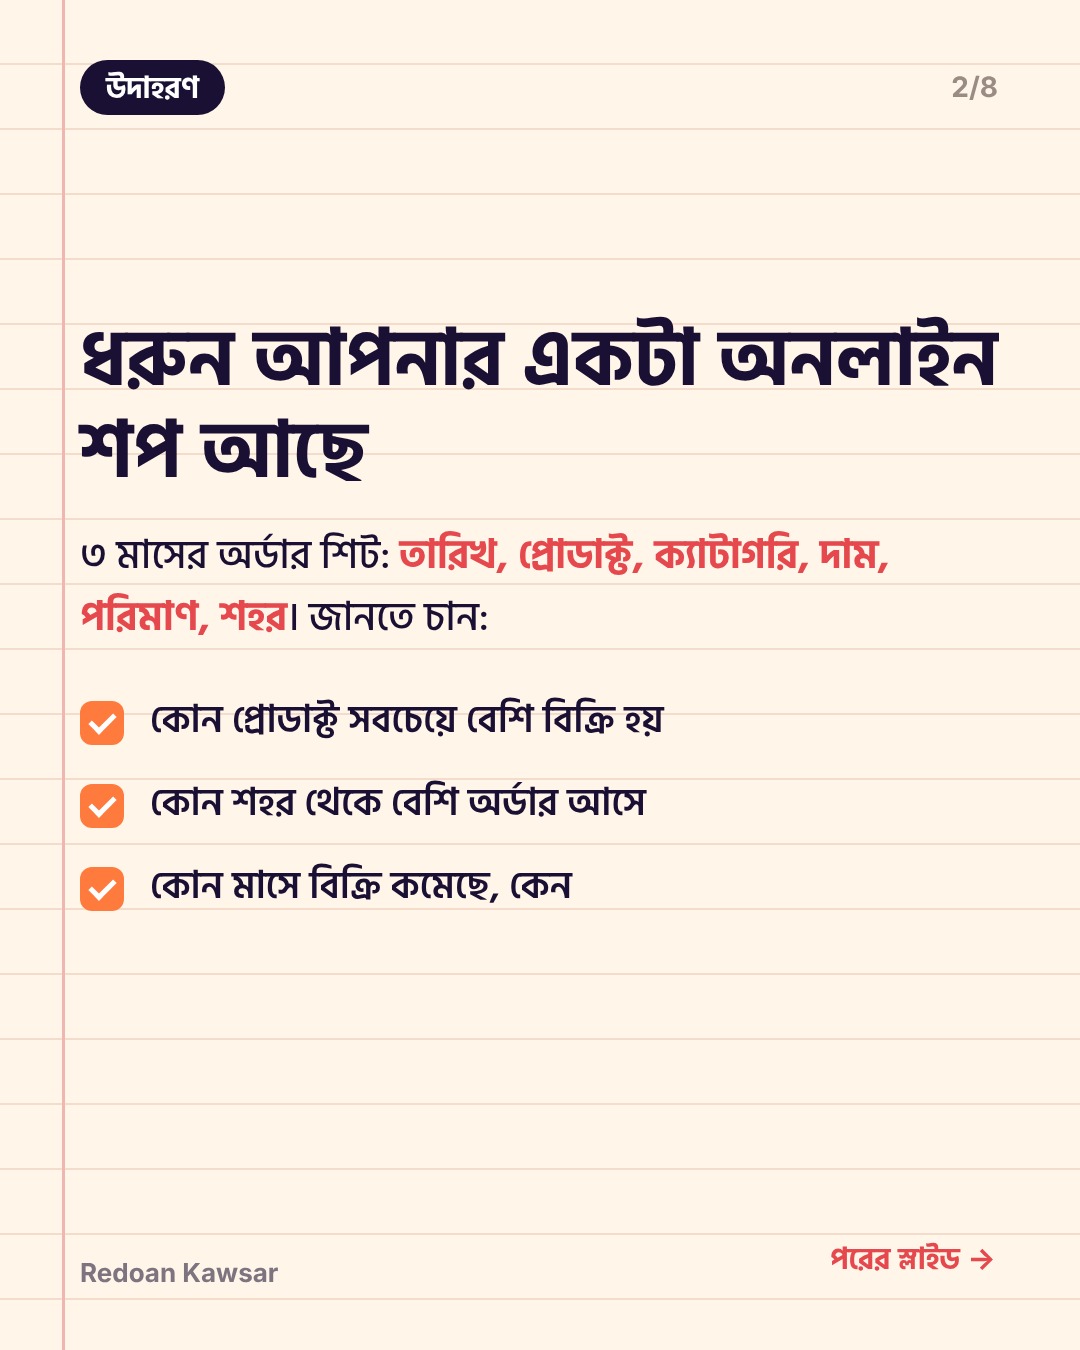 উদাহরণ
2/8
ধরুন আপনার একটা অনলাইন
শপ আছে
৩ মাসের অর্ডার শিট: তারিখ, প্রোডাক্ট, ক্যাটাগরি, দাম,
পরিমাণ, শহর। জানতে চান:
কোন প্রোডাক্ট সবচেয়ে বেশি বিক্রি হয়
কোন শহর থেকে বেশি অর্ডার আসে
কোন মাসে বিক্রি কমেছে, কেন
Redoan Kawsar
পরের স্লাইড →